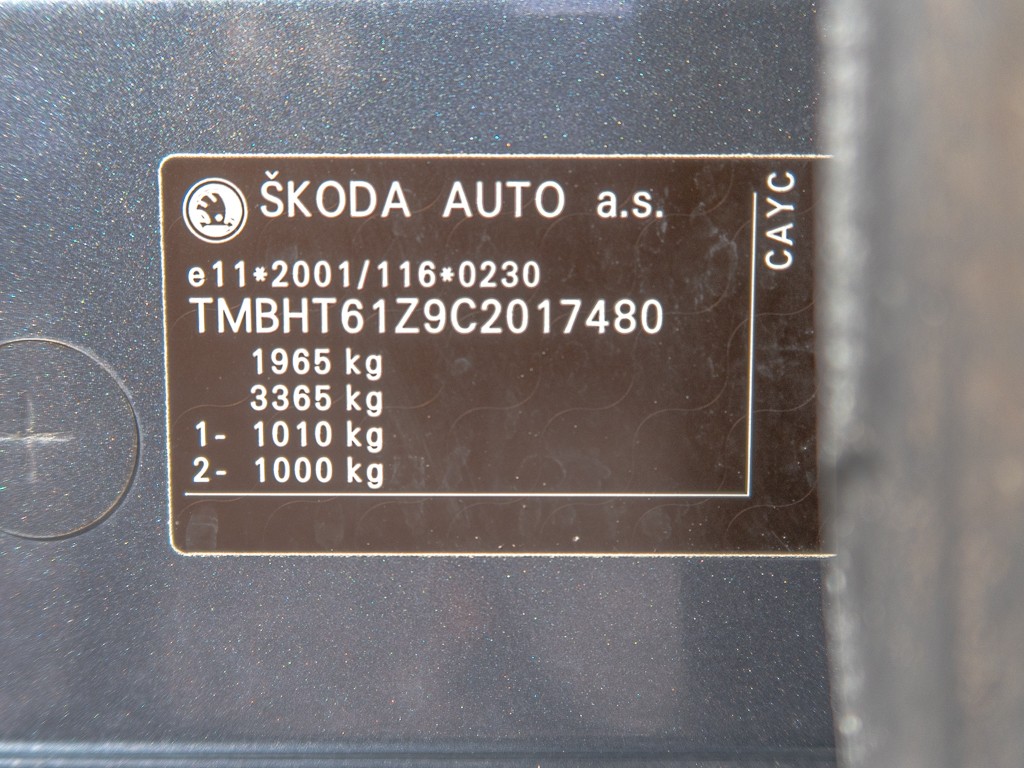 ŠKODA AUTO a.s.
e11*2001/116*0230
TMBHT61Z9C2017480
1965 kg
3365 kg
1- 1010 kg
2- 1000 kg
CAYC